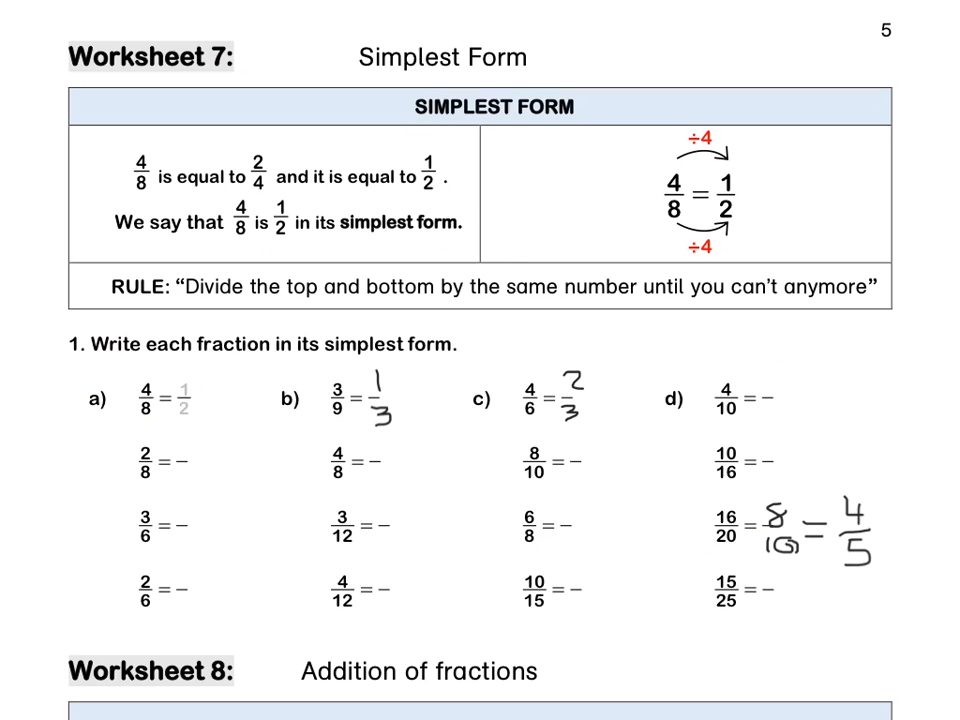 5
Worksheet 7: Simplest Form
SIMPLEST FORM
4/8 is equal to 2/4 and it is equal to 1/2 .
We say that 4/8 is 1/2 in its simplest form.
÷4
4/8 = 1/2
÷4
RULE: “Divide the top and bottom by the same number until you can’t anymore”
1. Write each fraction in its simplest form.
a) 4/8 = 1/2 b) 3/9 = 1/3 c) 4/6 = 2/3 d) 4/10 = –
2/8 = – 4/8 = – 8/10 = – 10/16 = –
3/6 = – 3/12 = – 6/8 = – 16/20 = 8/10 = 4/5
2/6 = – 4/12 = – 10/15 = – 15/25 = –
Worksheet 8: Addition of fractions